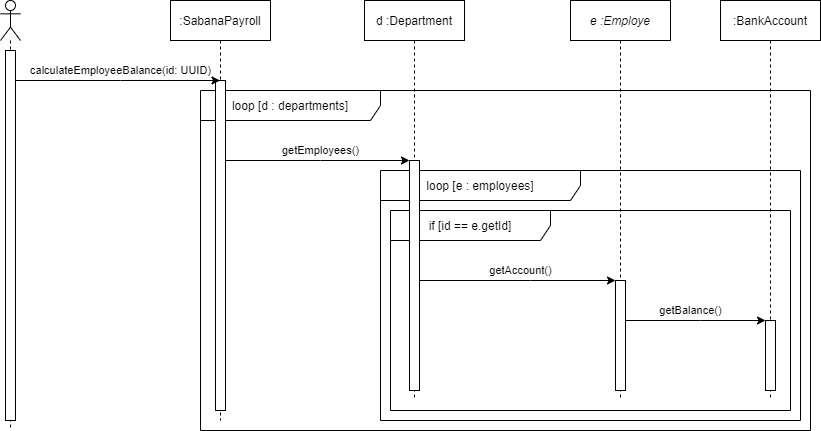 :SabanaPayroll
d :Department
e :Employe
:BankAccount
calculateEmployeeBalance(id: UUID)
loop [d : departments]
getEmployees()
loop [e : employees]
if [id == e.getId]
getAccount()
getBalance()